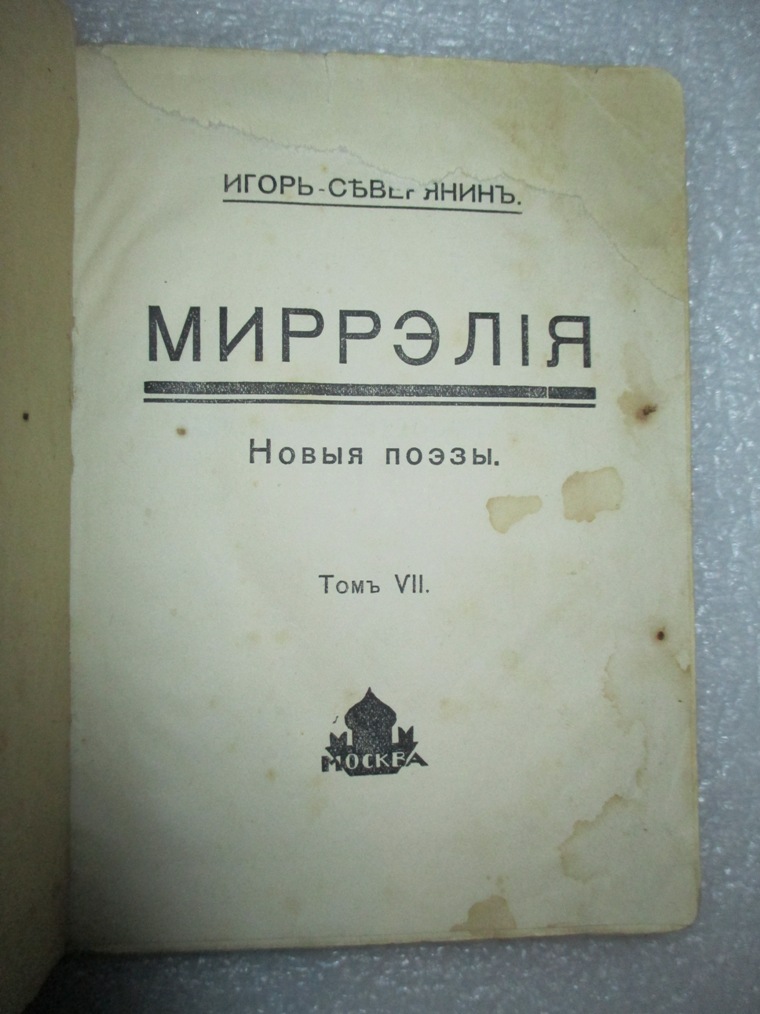 ИГОРЬ-СѢВЕРЯНИНЪ.
МИРРЭЛІЯ
Новыя поэзы.
Томъ VII.
М М
МОСКВА